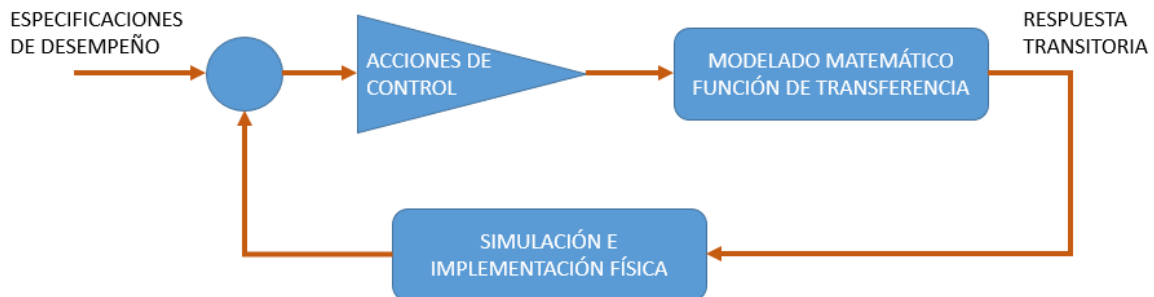 ESPECIFICACIONES
DE DESEMPEÑO
ACCIONES DE
CONTROL
MODELADO MATEMÁTICO
FUNCIÓN DE TRANSFERENCIA
RESPUESTA
TRANSITORIA
SIMULACIÓN E
IMPLEMENTACIÓN FÍSICA